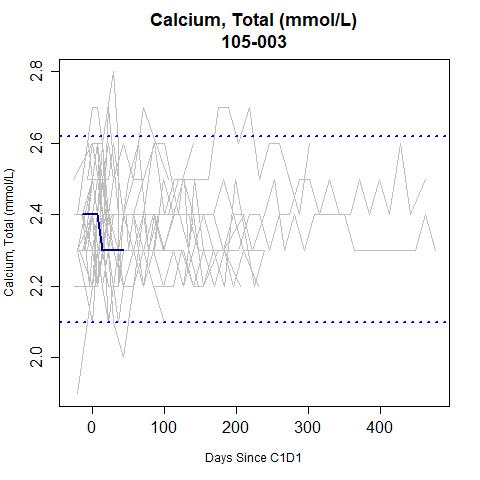 Calcium, Total (mmol/L)
105-003
Calcium, Total (mmol/L)
2.8
2.6
2.4
2.2
2.0
0 100 200 300 400
Days Since C1D1